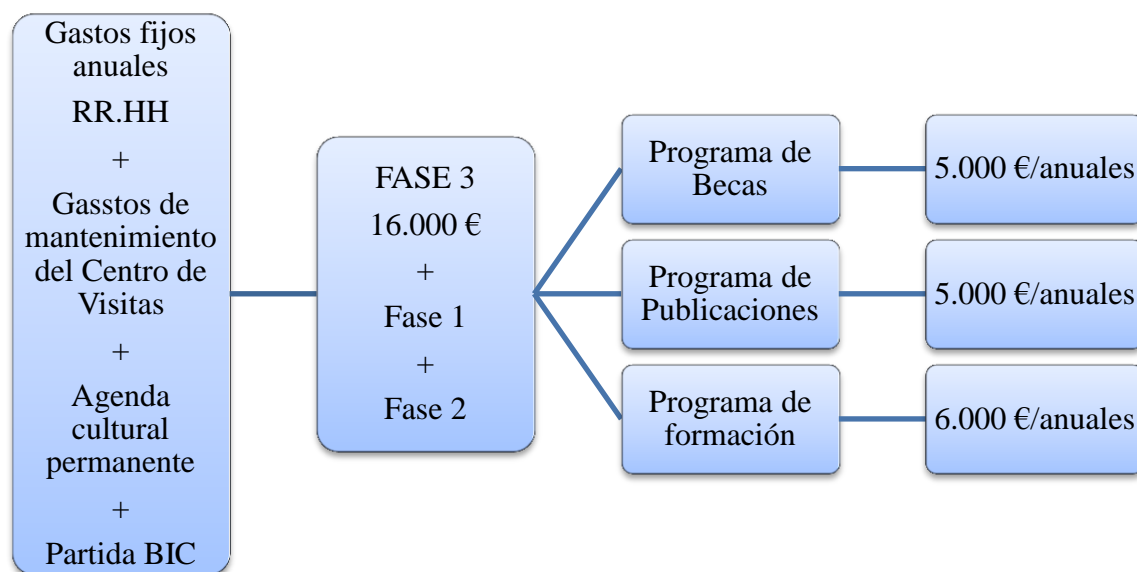 Gastos fijos
anuales
RR.HH
+
Gasstos de
mantenimiento
del Centro de
Visitas
+
Agenda
cultural
permanente
+
Partida BIC
FASE 3
16.000 €
+
Fase 1
+
Fase 2
Programa de
Becas
5.000 €/anuales
Programa de
Publicaciones
5.000 €/anuales
Programa de
formación
6.000 €/anuales